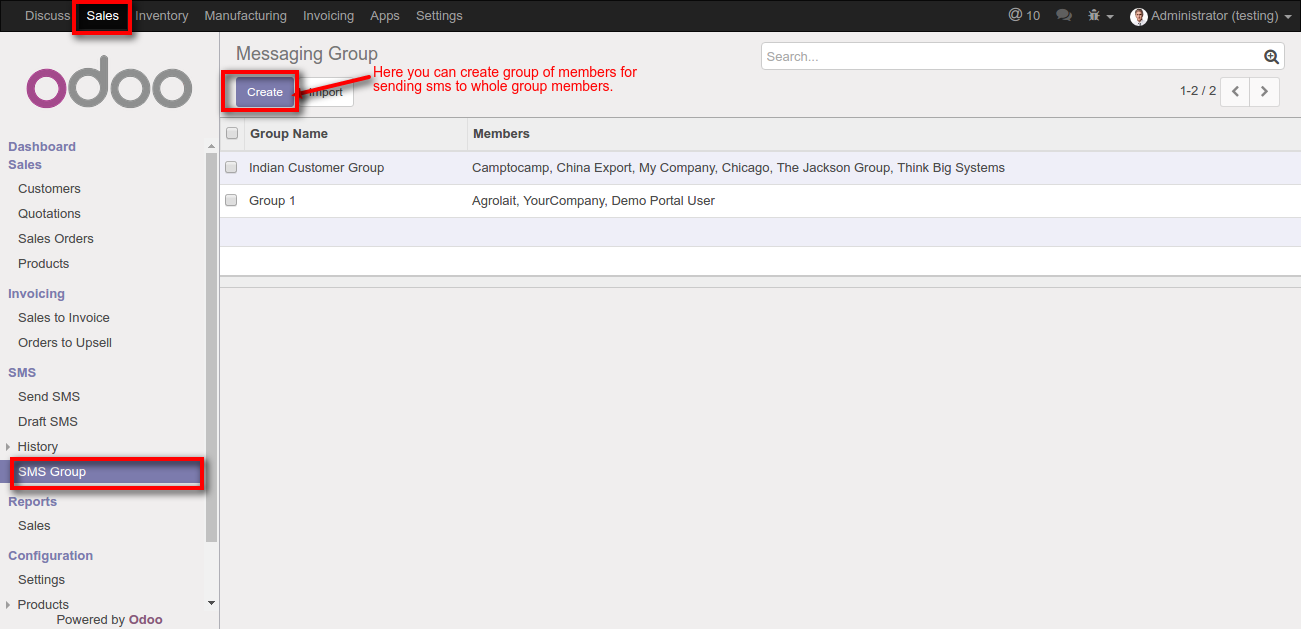 Discuss Sales Inventory Manufacturing Invoicing Apps Settings @ 10 Administrator (testing)
odoo
Messaging Group
Search...
Create Import
Here you can create group of members for
sending sms to whole group members.
1-2 / 2
Dashboard
Sales
Customers
Quotations
Sales Orders
Products
Invoicing
Sales to Invoice
Orders to Upsell
SMS
Send SMS
Draft SMS
History
SMS Group
Reports
Sales
Configuration
Settings
Products
Powered by Odoo
Group Name Members
Indian Customer Group Camptocamp, China Export, My Company, Chicago, The Jackson Group, Think Big Systems
Group 1 Agrolait, YourCompany, Demo Portal User